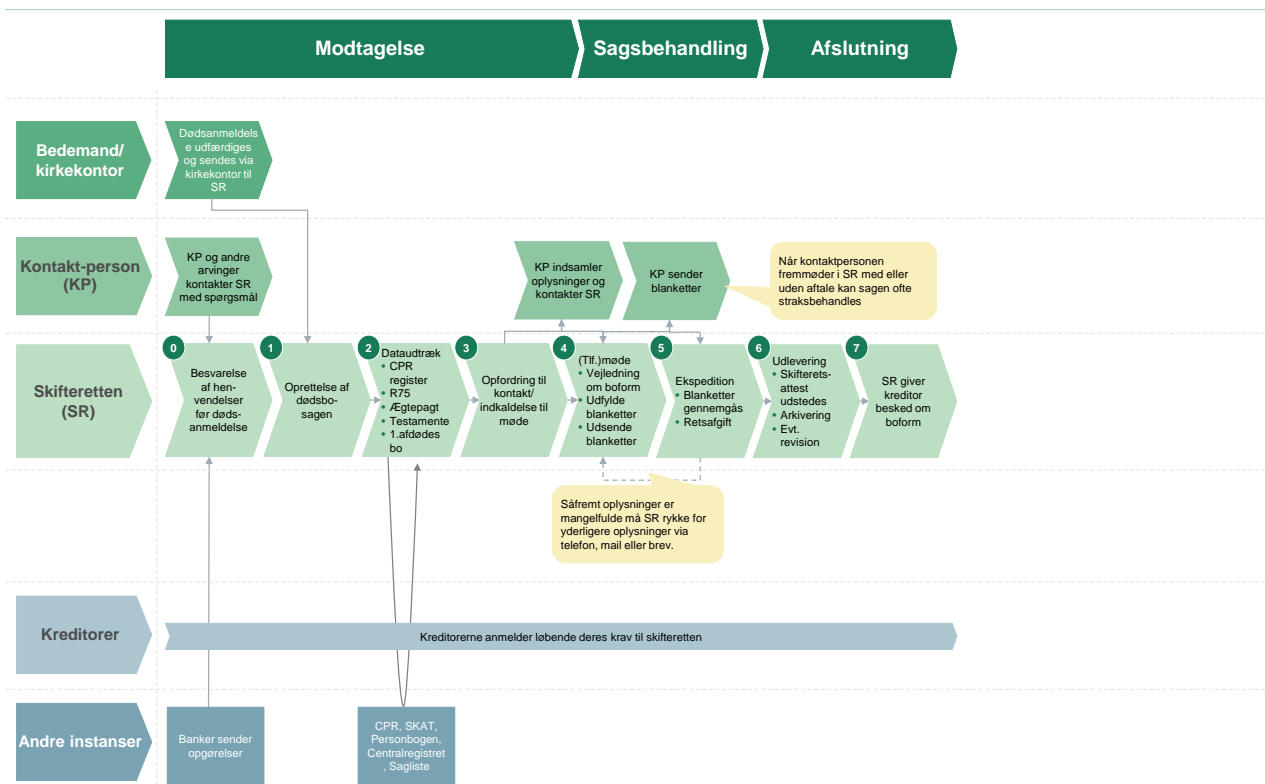 Modtagelse
Sagsbehandling
Afslutning
Bedemand/
kirkekontor
Dødsanmeldels
e udfærdiges
og sendes via
kirkekontor til
SR
Kontakt-person
(KP)
KP og andre
arvinger
kontakter SR
med spørgsmål
KP indsamler
oplysninger og
kontakter SR
KP sender
blanketter
Når kontaktpersonen
fremmøder i SR med eller
uden aftale kan sagen ofte
straksbehandles
Skifteretten
(SR)
0
Besvarelse
af hen-
vendelser
før døds-
anmeldelse
1
Oprettelse af
dødsbo-
sagen
2
Dataudtræk
• CPR
register
• R75
• Ægtepagt
• Testamente
• 1.afdødes
bo
3
Opfordring til
kontakt/
indkaldelse til
møde
4
(Tlf.)møde
• Vejledning
om boform
• Udfylde
blanketter
• Udsende
blanketter
5
Ekspedition
• Blanketter
gennemgås
• Retsafgift
6
Udlevering
• Skifterets-
attest
udstedes
• Arkivering
• Evt.
revision
7
SR giver
kreditor
besked om
boform
Såfremt oplysninger er
mangelfulde må SR rykke for
yderligere oplysninger via
telefon, mail eller brev.
Kreditorer
Kreditorerne anmelder løbende deres krav til skifteretten
Andre instanser
Banker sender
opgørelser
CPR, SKAT,
Personbogen,
Centralregistret
, Sagliste